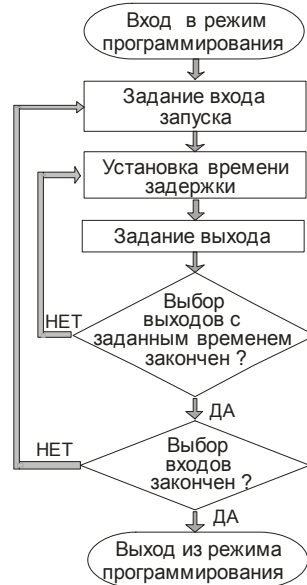 Вход в режим
программирования
Задание входа
запуска
Установка времени
задержки
Задание выхода
Выбор
выходов с
заданным временем
закончен ?
НЕТ
ДА
Выбор
входов
закончен ?
НЕТ
ДА
Выход из режима
программирования